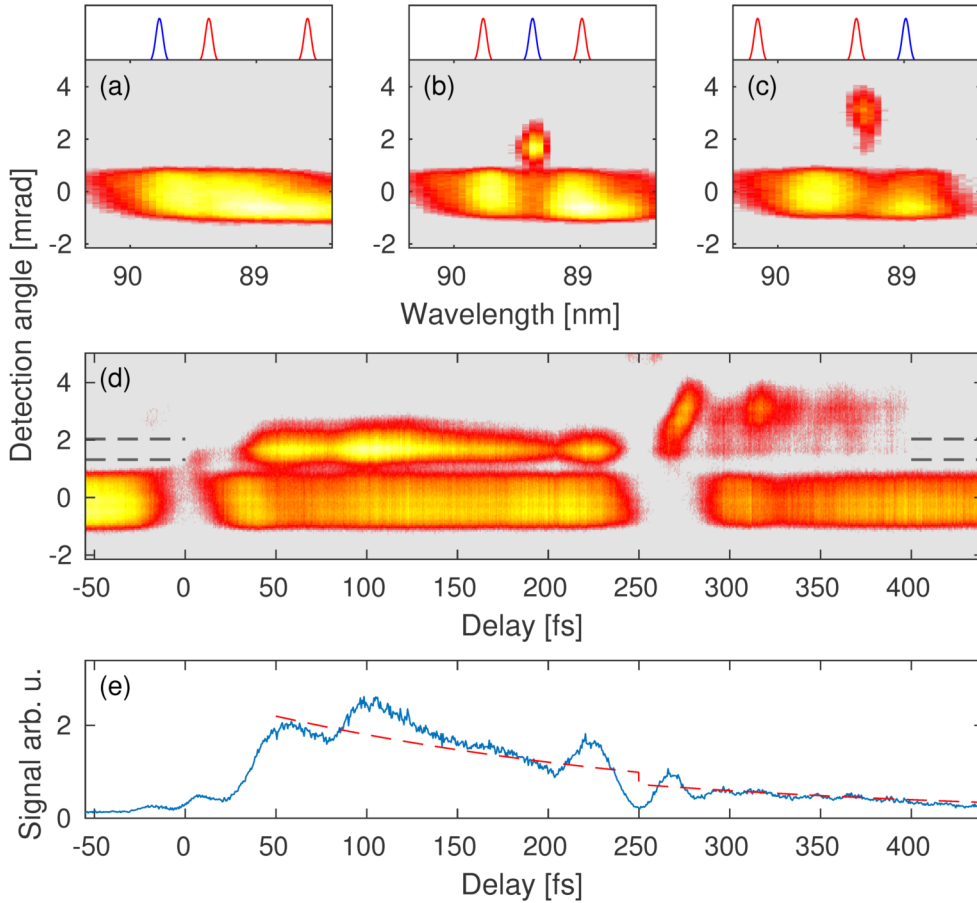 (a) (b) (c)
4 4 4
2 2 2
0 0 0
-2 -2 -2
90 89 90 89 90 89
Wavelength [nm]
Detection angle [mrad]
(d)
4
2
0
-2
-50 0 50 100 150 200 250 300 350 400
Delay [fs]
(e)
Signal arb. u.
2
0
-50 0 50 100 150 200 250 300 350 400
Delay [fs]